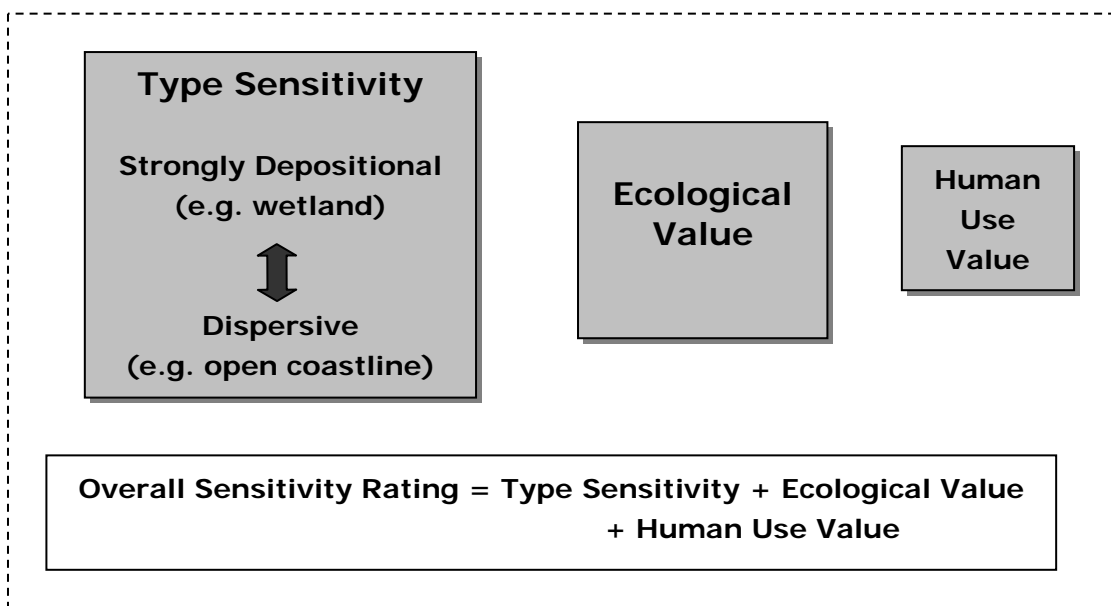 Type Sensitivity
Strongly Depositional
(e.g. wetland)
Dispersive
(e.g. open coastline)
Ecological
Value
Human
Use
Value
Overall Sensitivity Rating = Type Sensitivity + Ecological Value
+ Human Use Value